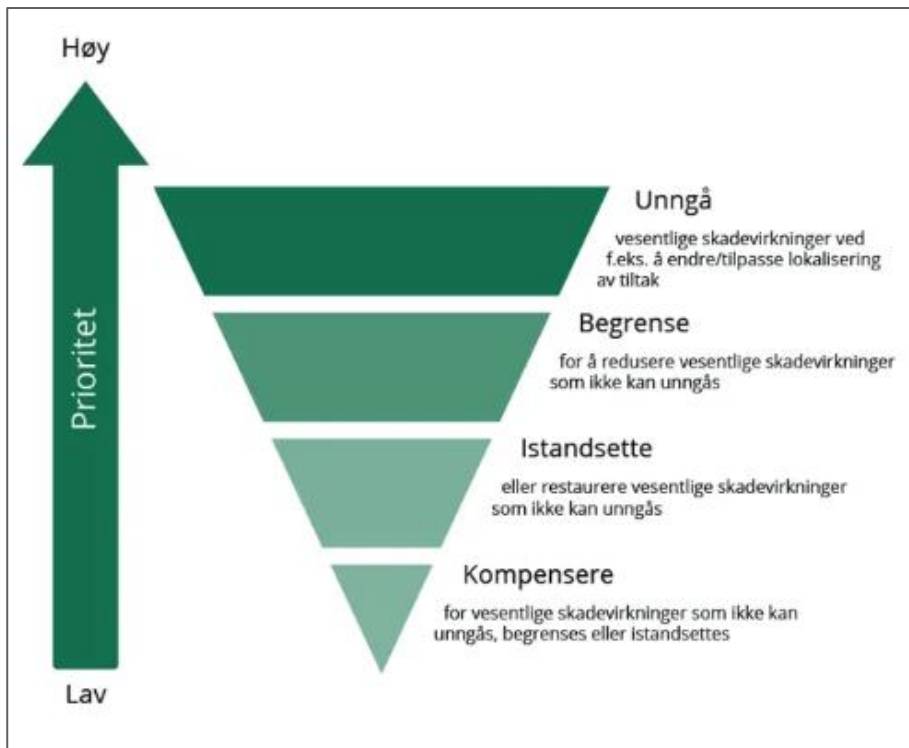 Høy
Prioritet
Lav
Unngå
vesentlige skadevirkninger ved
f.eks. å endre/tilpasse lokalisering
av tiltak
Begrense
for å redusere vesentlige skadevirkninger
som ikke kan unngås
Istandsette
eller restaurere vesentlige skadevirkninger
som ikke kan unngås
Kompensere
for vesentlige skadevirkninger som ikke kan
unngås, begrenses eller istandsettes